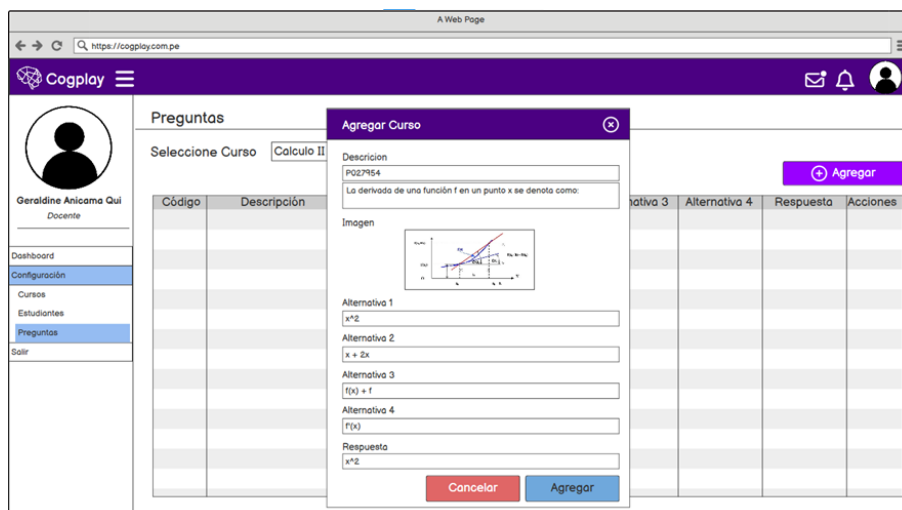 A Web Page
https://cogplay.com.pe
Cogplay
Geraldine Anicama Qui
Docente
Dashboard
Configuración
Cursos
Estudiantes
Preguntas
Salir
Preguntas
Seleccione Curso Calculo II
Agregar
Código Descripción nativa 3 Alternativa 4 Respuesta Acciones
Agregar Curso
Descricion
P027954
La derivada de una función f en un punto x se denota como:
Imagen
Alternativa 1
x^2
Alternativa 2
x + 2x
Alternativa 3
f(x) + f
Alternativa 4
f'(x)
Respuesta
x^2
Cancelar Agregar